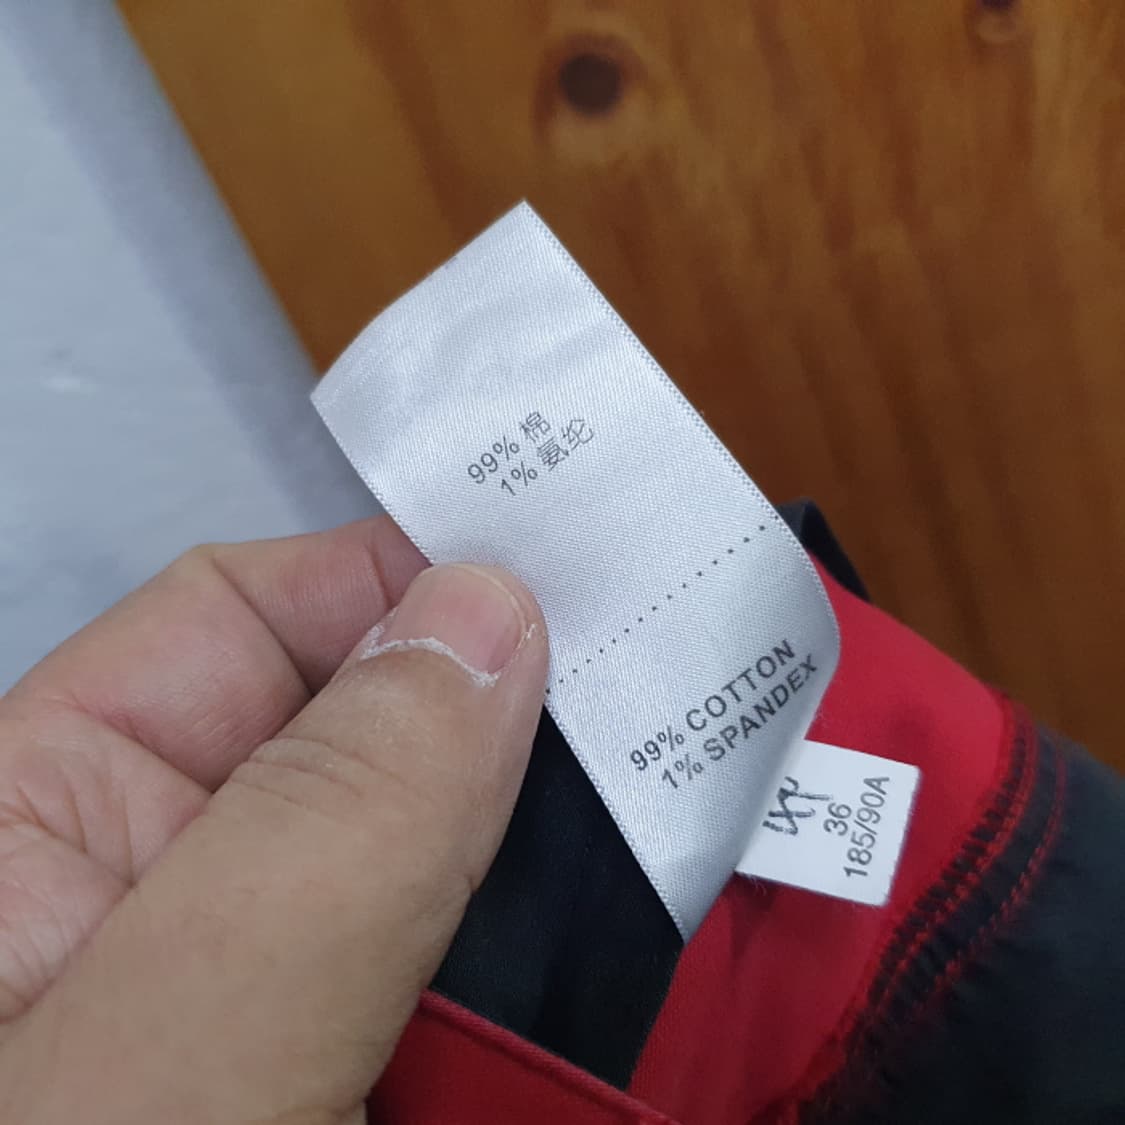 99% 棉
1% 氨纶
99% COTTON
1% SPANDEX
36
185/90A